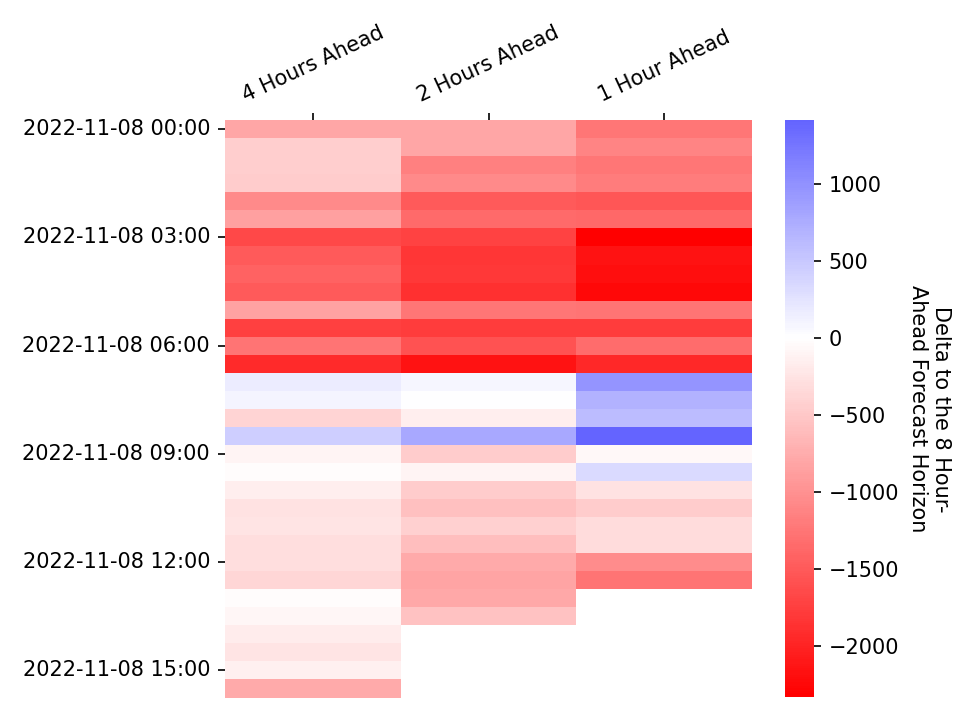 4 Hours Ahead
2 Hours Ahead
1 Hour Ahead
2022-11-08 00:00
2022-11-08 03:00
2022-11-08 06:00
2022-11-08 09:00
2022-11-08 12:00
2022-11-08 15:00
1000
500
0
−500
−1000
−1500
−2000
Delta to the 8 Hour-
Ahead Forecast Horizon